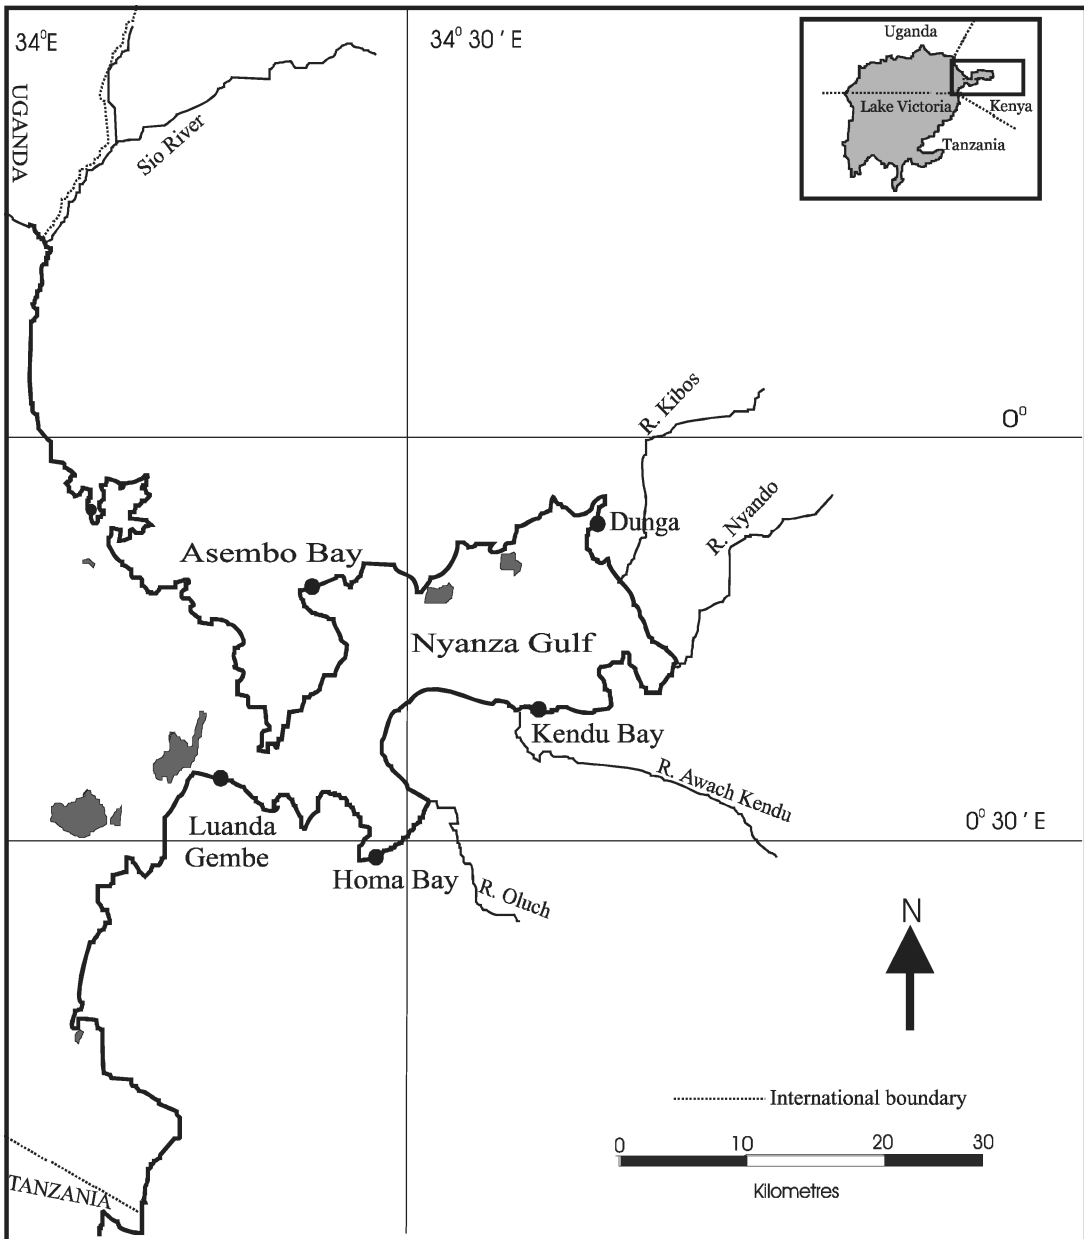 34°E
34° 30 ' E
UGANDA
Sio River
Uganda
Lake Victoria
Kenya
Tanzania
R. Kibos
0°
R. Nyando
Dunga
Asembo Bay
Nyanza Gulf
Kendu Bay
R. Awach Kendu
Luanda
Gembe
0° 30 ' E
Homa Bay
R. Oluch
N
International boundary
0 10 20 30
Kilometres
TANZANIA